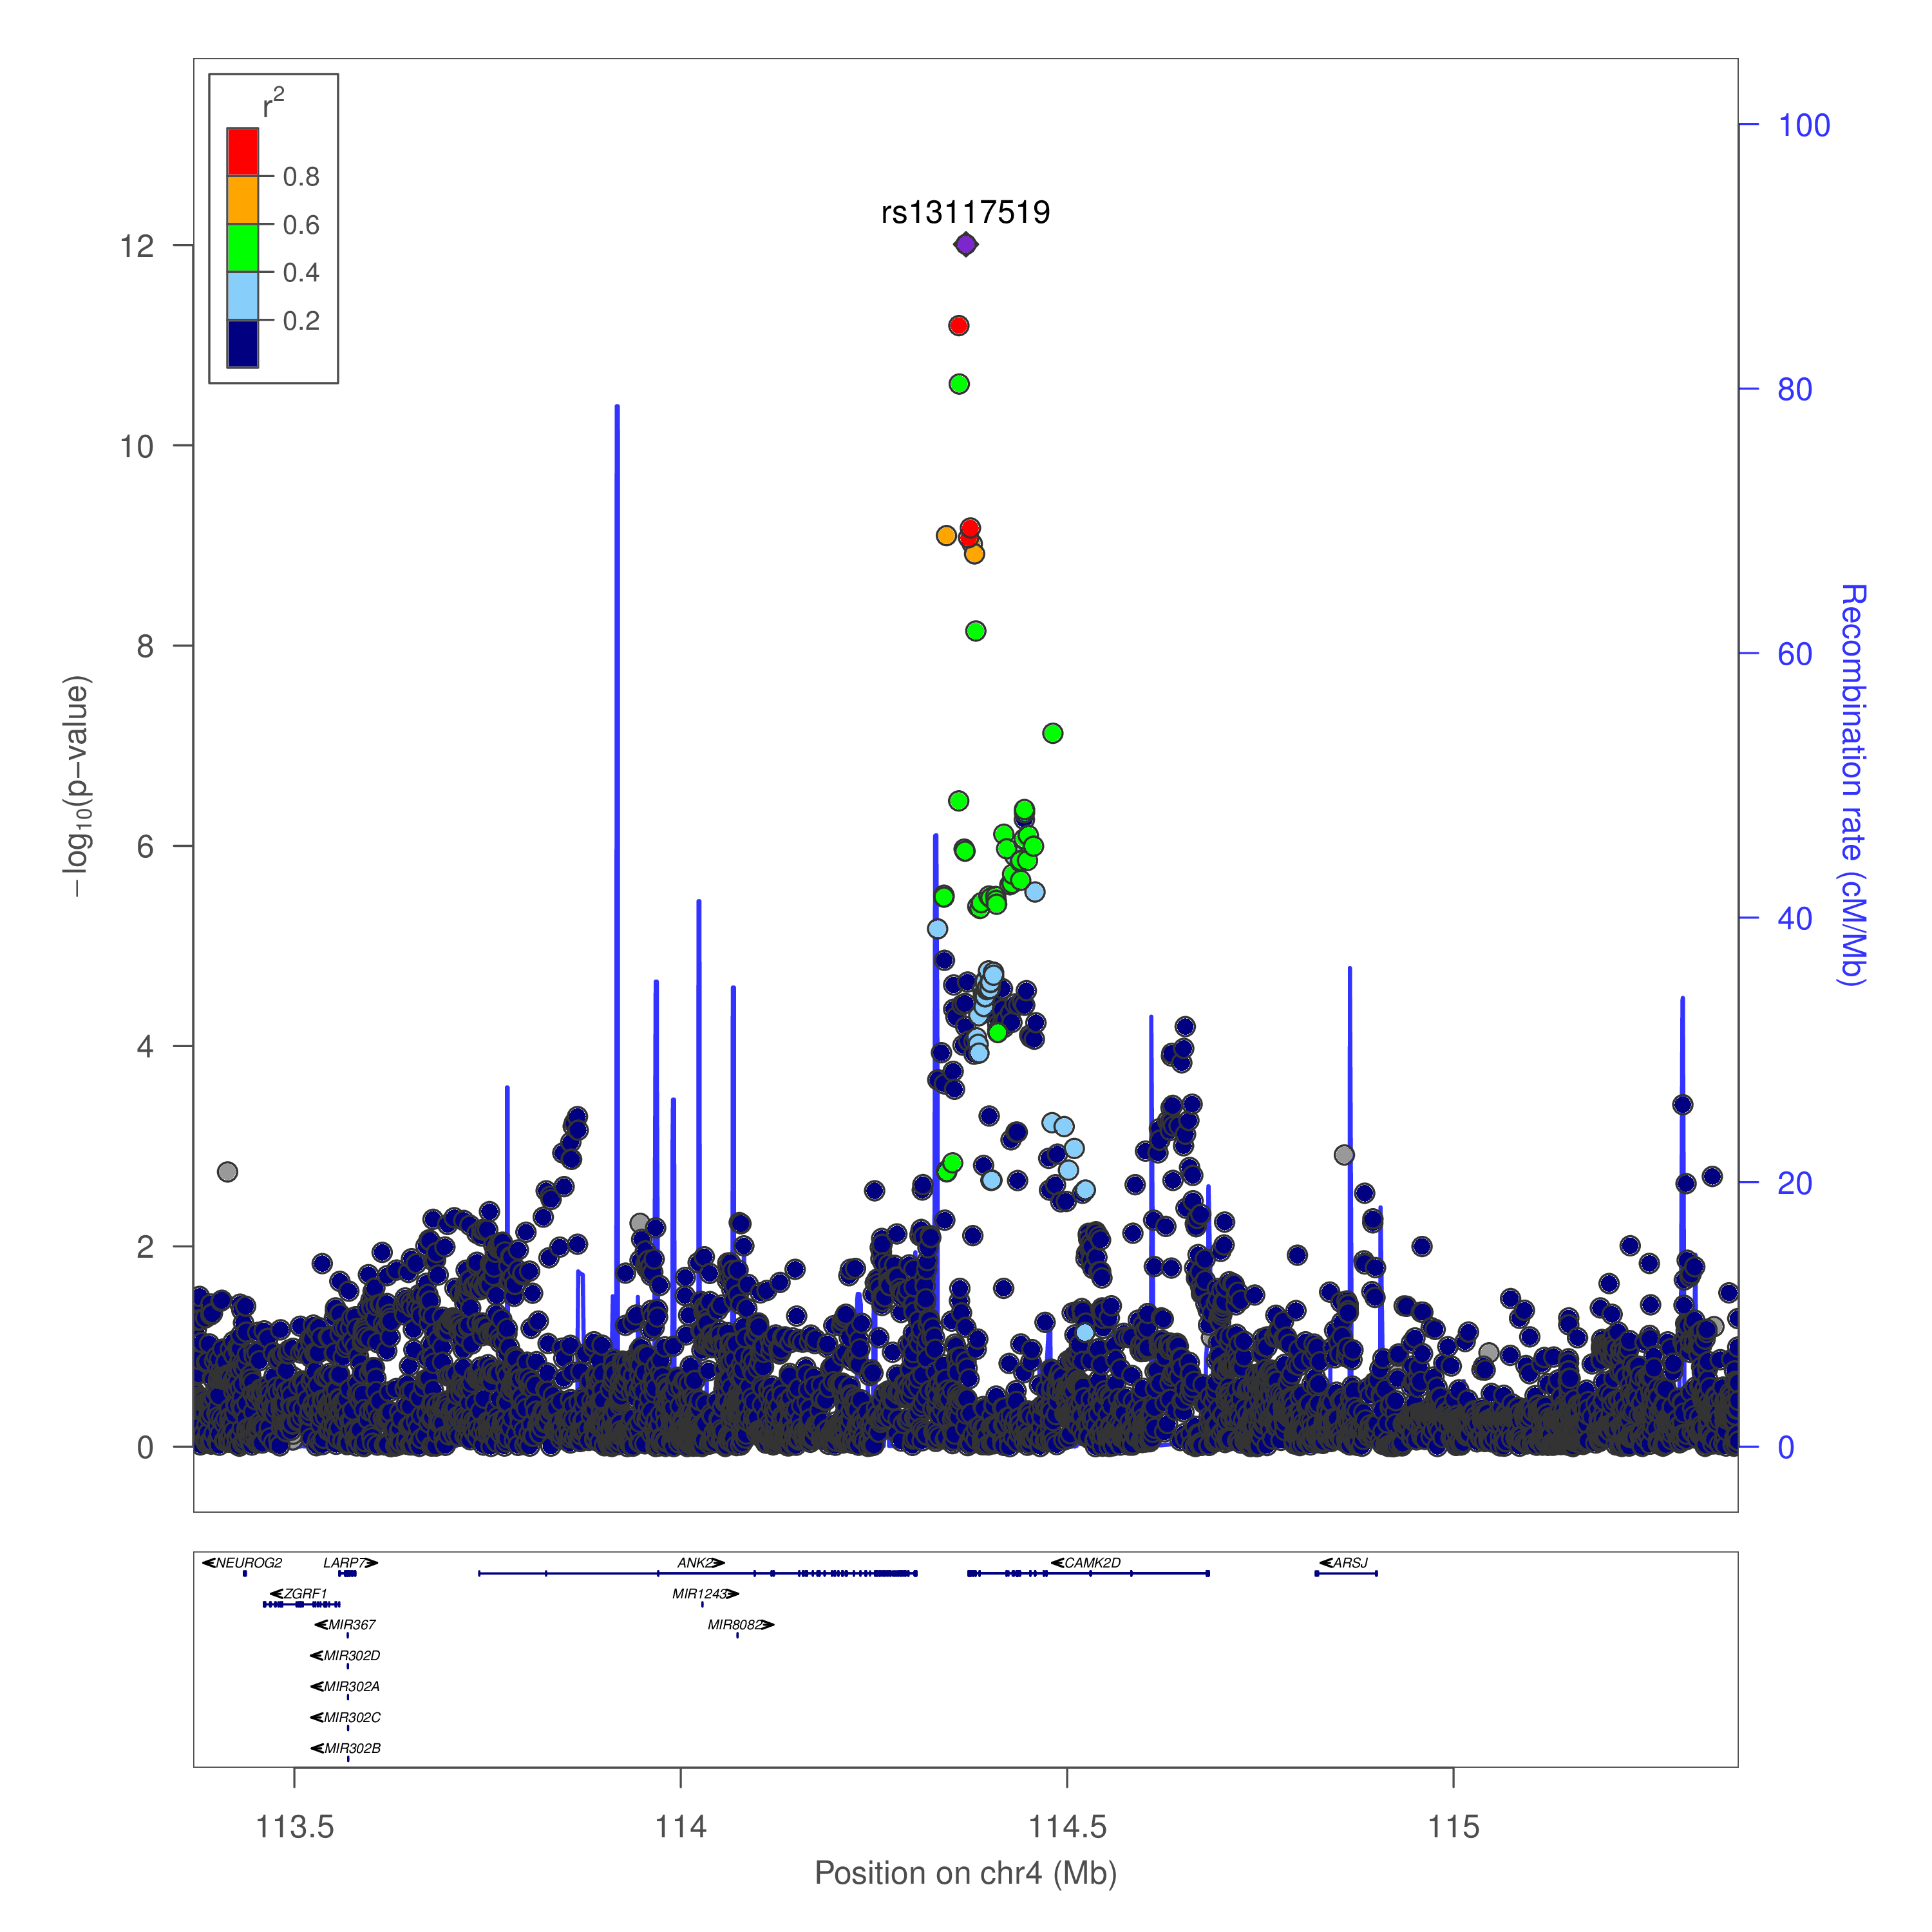 r2
0.8
0.6
0.4
0.2
rs13117519
12
10
8
6
4
2
0
−log10(p−value)
100
80
60
40
20
0
Recombination rate (cM/Mb)
NEUROG2
LARP7
ANK2
CAMK2D
ARSJ
ZGRF1
MIR1243
MIR367
MIR8082
MIR302D
MIR302A
MIR302C
MIR302B
113.5
114
114.5
115
Position on chr4 (Mb)